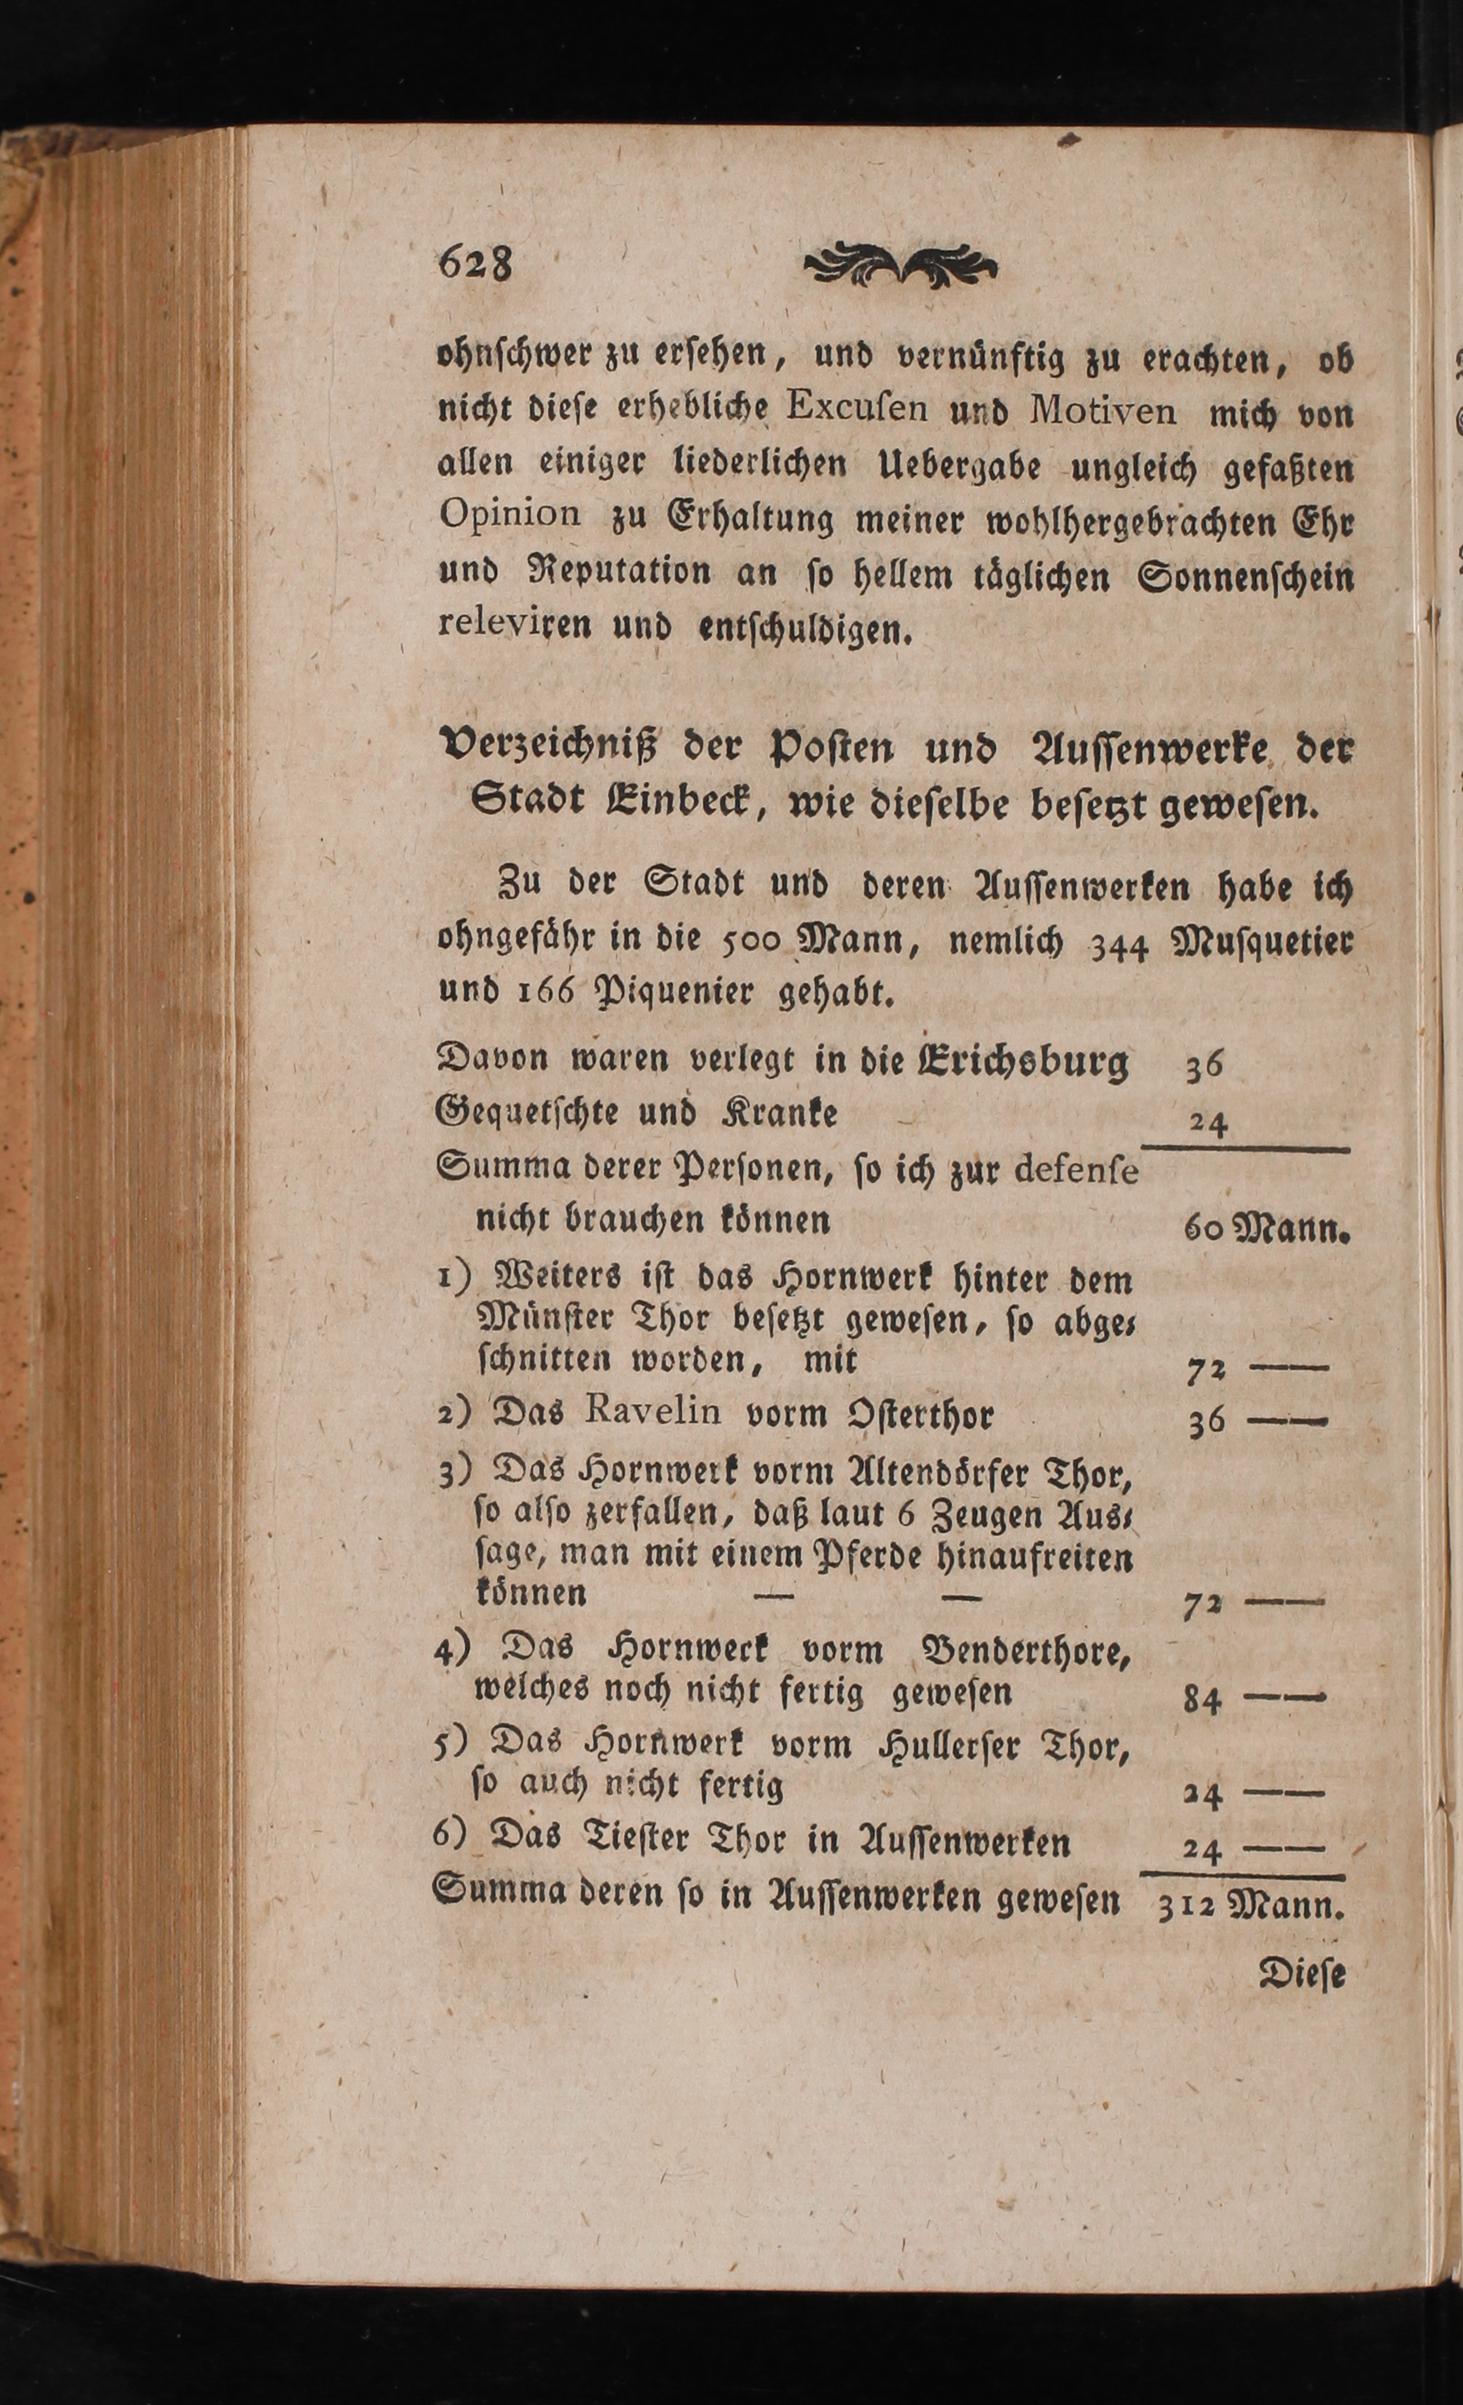 628
ohnſchwer zu erſehen, und vernünftig zu erachten, ob
nicht dieſe erhebliche Excuſen und Motiven mich von
allen einiger liederlichen Uebergabe ungleich gefaßten
Opinion zu Erhaltung meiner wohlhergebrachten Ehr
und Reputation an ſo hellem täglichen Sonnenſchein
releviren und entſchuldigen.
Verzeichniß der Poſten und Auſſenwerke der
Stadt Einbeck, wie dieſelbe beſetzt geweſen.
Zu der Stadt und deren Auſſenwerken habe ich
ohngefähr in die 500 Mann, nemlich 344 Muſquetier
und 166 Piquenier gehabt.
Davon waren verlegt in die Erichsburg 36
Gequetſchte und Kranke 24
Summa derer Perſonen, ſo ich zur defenſe
nicht brauchen können 60 Mann.
1) Weiters iſt das Hornwerk hinter dem
Münſter Thor beſetzt geweſen, ſo abge⸗
ſchnitten worden, mit 72 ——
2) Das Ravelin vorm Oſterthor 36 ——
3) Das Hornwerk vorm Altendörfer Thor,
ſo alſo zerfallen, daß laut 6 Zeugen Aus⸗
ſage, man mit einem Pferde hinaufreiten
können — — 72 ——
4) Das Hornwerk vorm Benderthore,
welches noch nicht fertig geweſen 84 ——
5) Das Hornwerk vorm Hullerſer Thor,
ſo auch nicht fertig 24 ——
6) Das Tieſter Thor in Auſſenwerken 24 ——
Summa deren ſo in Auſſenwerken geweſen 312 Mann.
Dieſe